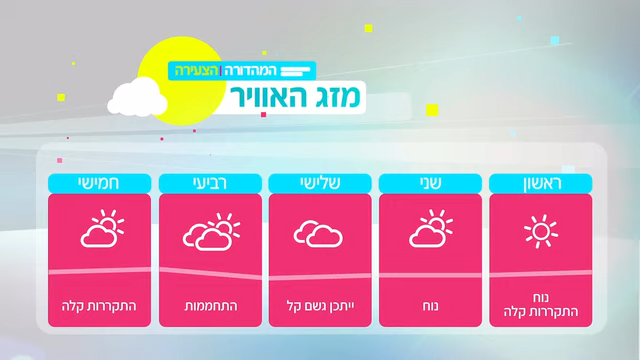 המהדורה הצעירה
מזג האוויר
ראשון
שני
שלישי
רביעי
חמישי
נוח
התקררות קלה
נוח
ייתכן גשם קל
התחממות
התקררות קלה